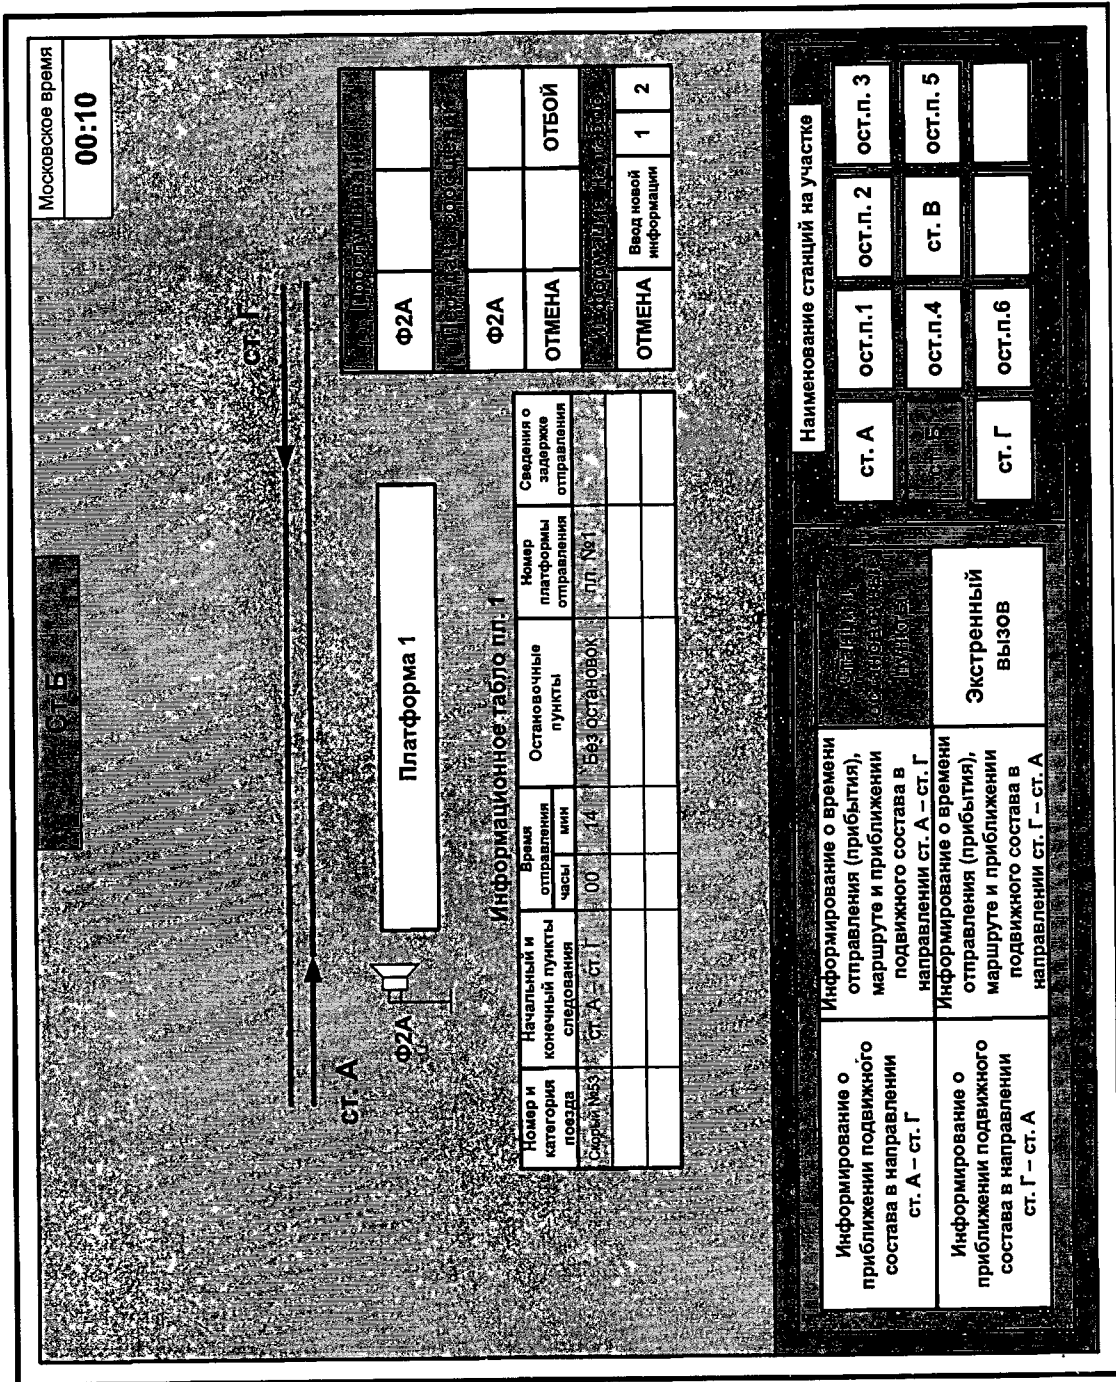 Московское время
00:10
Ст.Б
ст. Г
ст. А
Ф2А
Платформа 1
Ф2А
Ф2А
ОТМЕНА
ОТБОЙ
ОТМЕНА
Ввод новой
информации
1
2
Информационное табло пл. 1
Номер и
категория
поезда
Начальный и
конечный пункты
следования
Время
отправления
часы
мин
Остановочные
пункты
Номер
платформы
отправления
Сведения о
задержке
отправления
Скорый №53
ст. А – ст. Г
00
14
Без остановок
пл. №1
Информирование о
приближении подвижного
состава в направлении
ст. А – ст. Г
Информирование о времени
отправления (прибытия),
маршруте и приближении
подвижного состава в
направлении ст. А – ст. Г
Информирование о
приближении подвижного
состава в направлении
ст. Г – ст. А
Информирование о времени
отправления (прибытия),
маршруте и приближении
подвижного состава в
направлении ст. Г – ст. А
Экстренный
вызов
Наименование станций на участке
ст. А
ост.п.1
ост.п. 2
ост.п. 3
ст. Б
ост.п.4
ст. В
ост.п. 5
ст. Г
ост.п.6